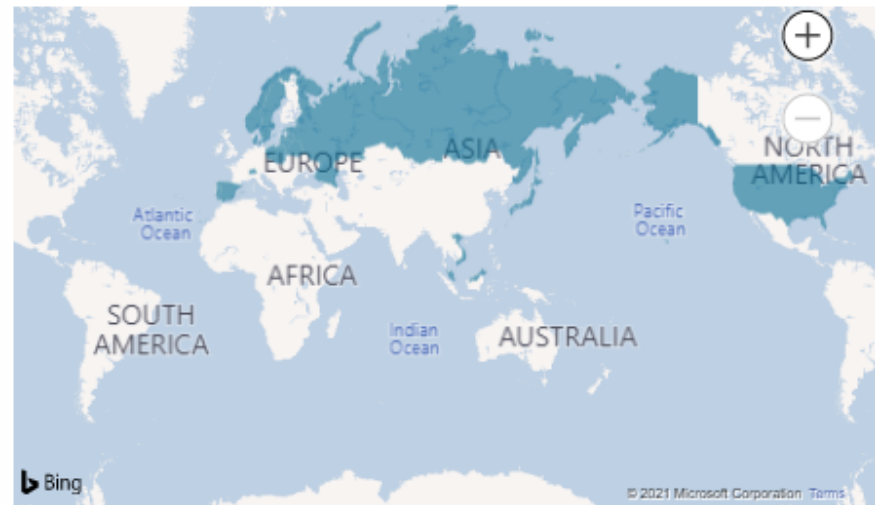 +
−
NORTH
AMERICA
ASIA
EUROPE
Atlantic
Ocean
Pacific
Ocean
AFRICA
SOUTH
AMERICA
Indian
Ocean
AUSTRALIA
Bing
© 2021 Microsoft Corporation Terms